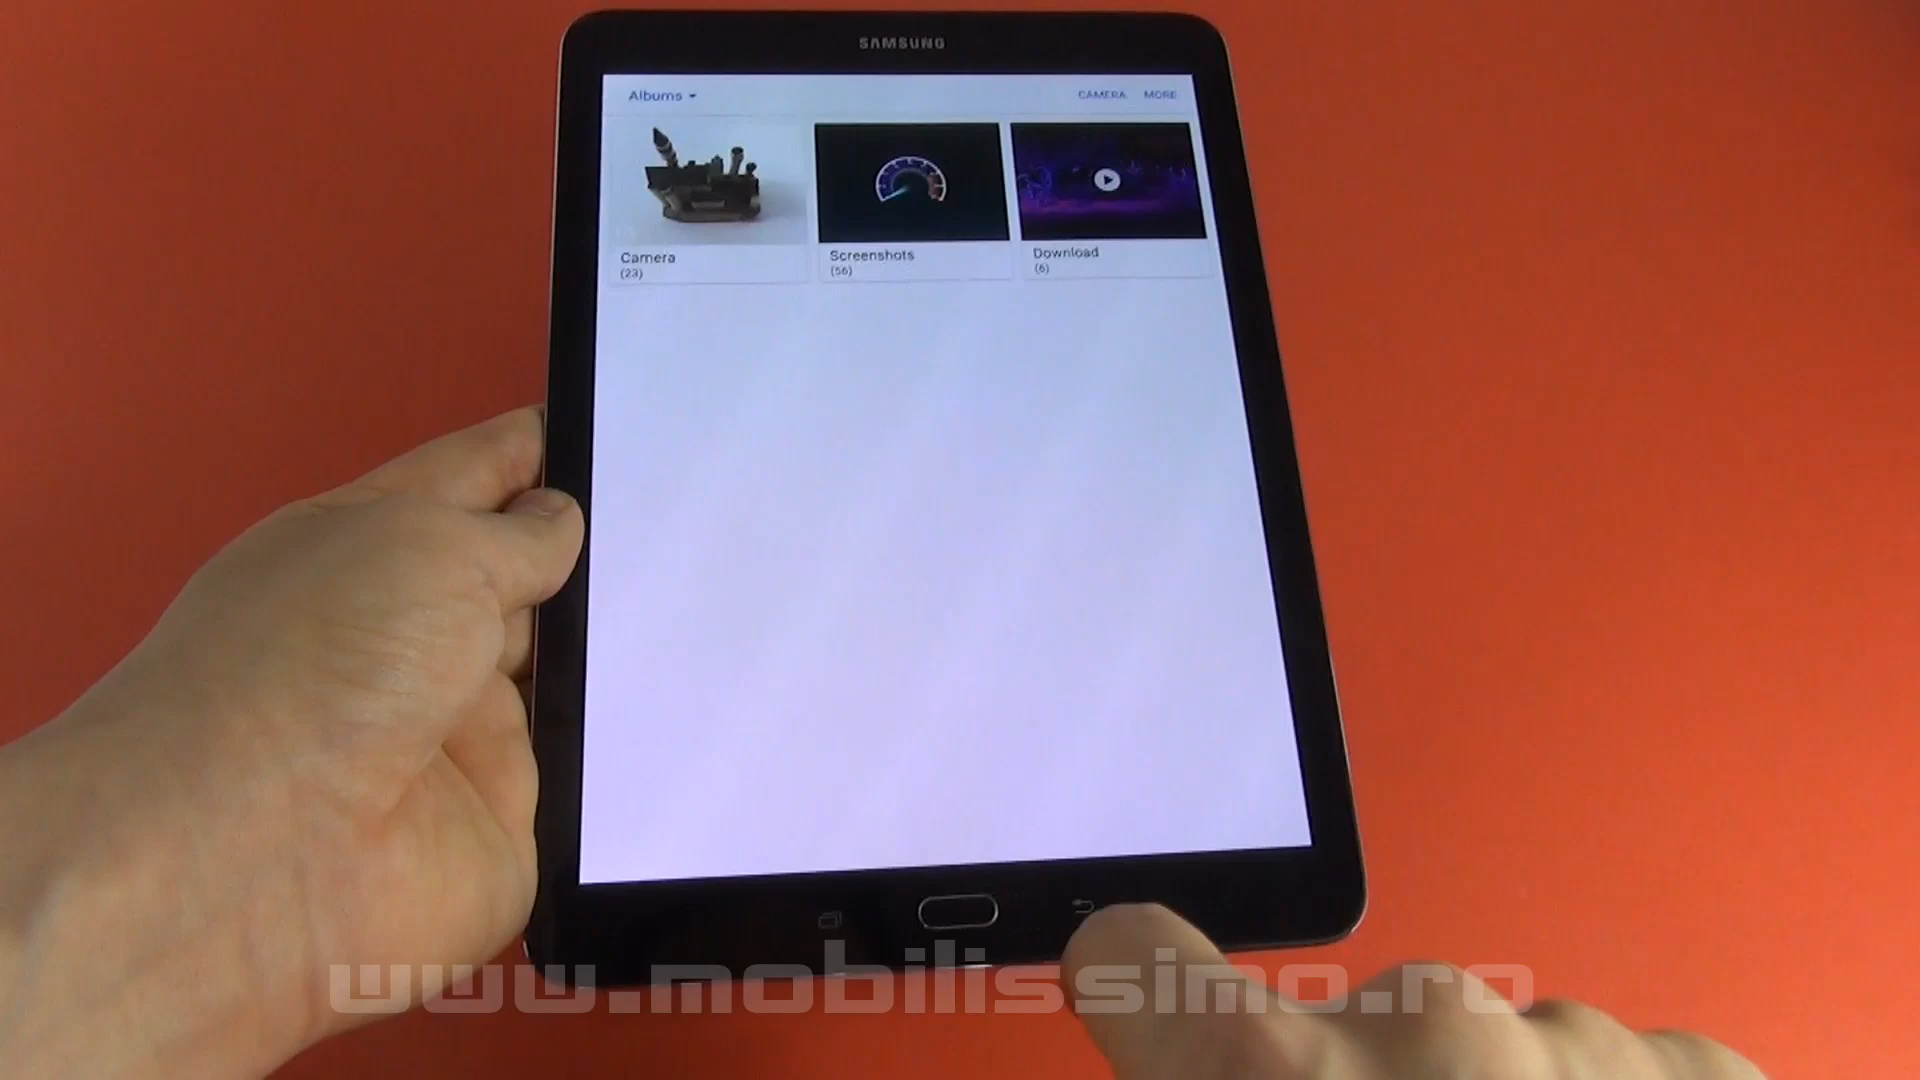 SAMSUNG
Albums
CAMERA MORE
Camera
(23)
Screenshots
(56)
Download
(6)
www.mobilissimo.ro